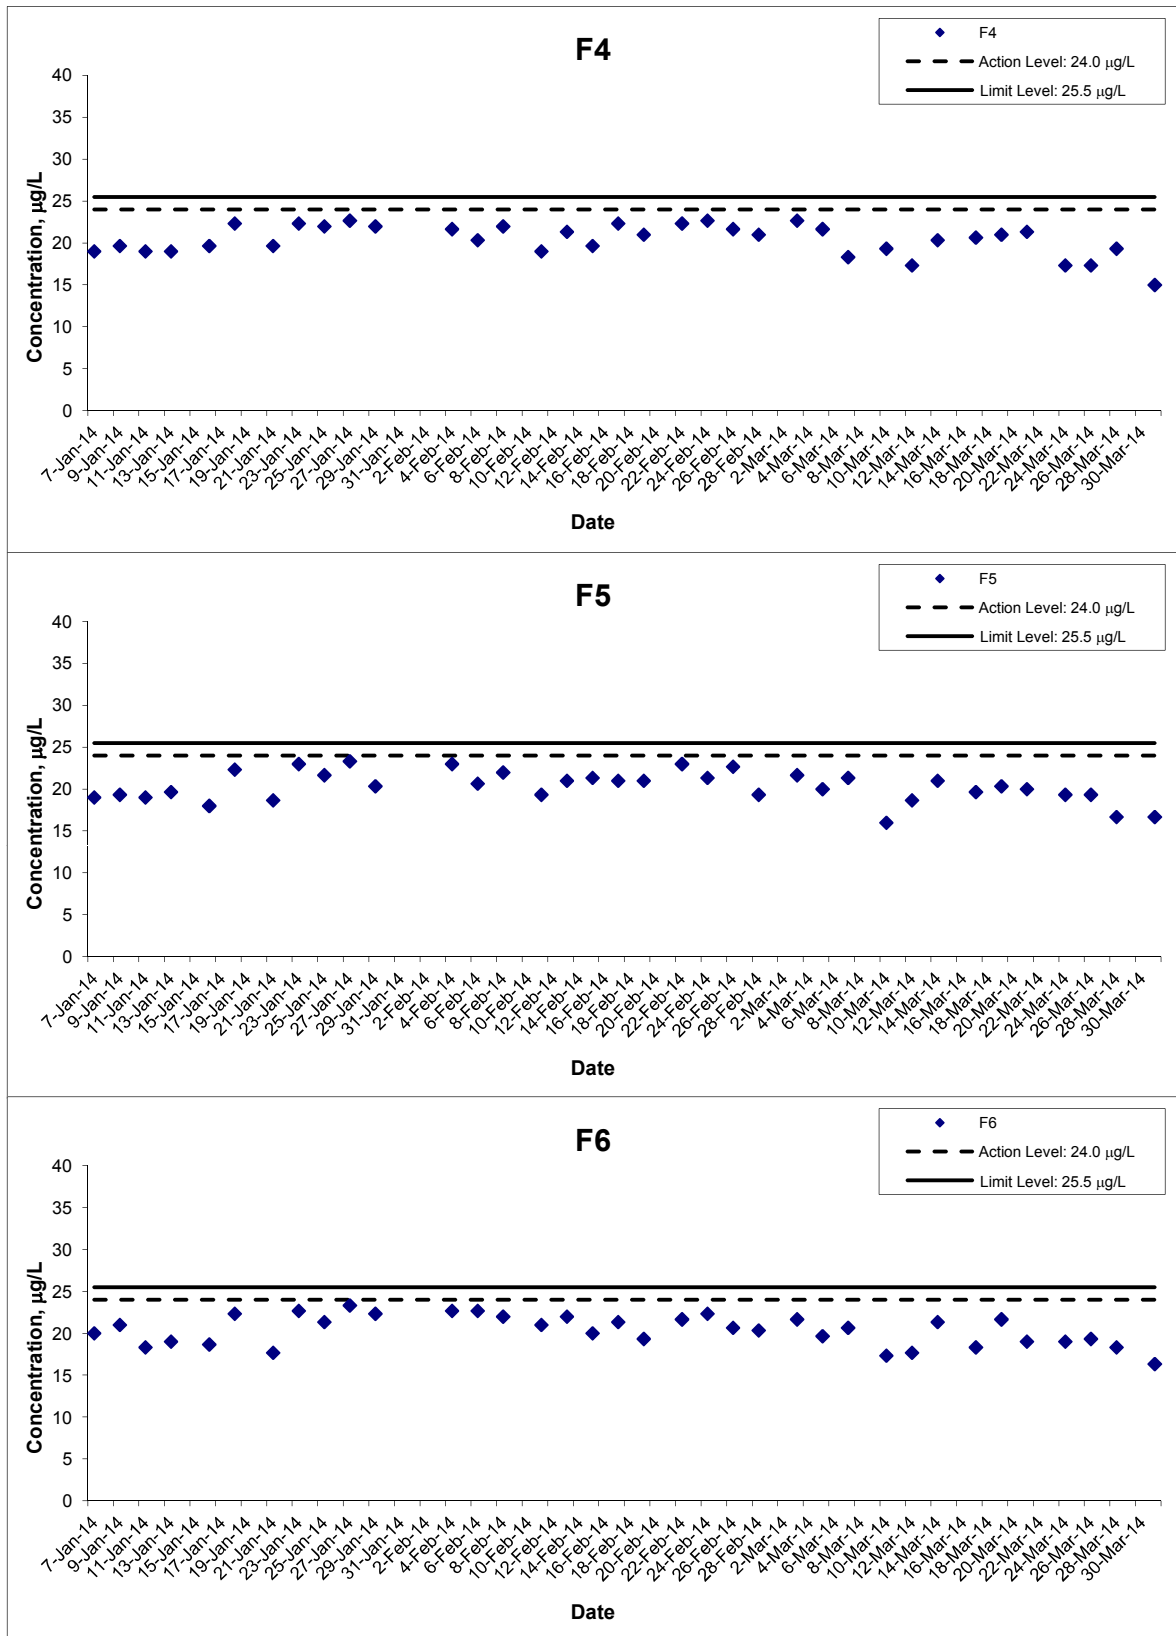 F4
F4
Action Level: 24.0 µg/L
Limit Level: 25.5 µg/L
Concentration, µg/L
40
35
30
25
20
15
10
5
0
7-Jan-14
9-Jan-14
11-Jan-14
13-Jan-14
15-Jan-14
17-Jan-14
19-Jan-14
21-Jan-14
23-Jan-14
25-Jan-14
27-Jan-14
29-Jan-14
31-Jan-14
2-Feb-14
4-Feb-14
6-Feb-14
8-Feb-14
10-Feb-14
12-Feb-14
14-Feb-14
16-Feb-14
18-Feb-14
20-Feb-14
22-Feb-14
24-Feb-14
26-Feb-14
28-Feb-14
2-Mar-14
4-Mar-14
6-Mar-14
8-Mar-14
10-Mar-14
12-Mar-14
14-Mar-14
16-Mar-14
18-Mar-14
20-Mar-14
22-Mar-14
24-Mar-14
26-Mar-14
28-Mar-14
30-Mar-14
Date
F5
F5
Action Level: 24.0 µg/L
Limit Level: 25.5 µg/L
Concentration, µg/L
40
35
30
25
20
15
10
5
0
7-Jan-14
9-Jan-14
11-Jan-14
13-Jan-14
15-Jan-14
17-Jan-14
19-Jan-14
21-Jan-14
23-Jan-14
25-Jan-14
27-Jan-14
29-Jan-14
31-Jan-14
2-Feb-14
4-Feb-14
6-Feb-14
8-Feb-14
10-Feb-14
12-Feb-14
14-Feb-14
16-Feb-14
18-Feb-14
20-Feb-14
22-Feb-14
24-Feb-14
26-Feb-14
28-Feb-14
2-Mar-14
4-Mar-14
6-Mar-14
8-Mar-14
10-Mar-14
12-Mar-14
14-Mar-14
16-Mar-14
18-Mar-14
20-Mar-14
22-Mar-14
24-Mar-14
26-Mar-14
28-Mar-14
30-Mar-14
Date
F6
F6
Action Level: 24.0 µg/L
Limit Level: 25.5 µg/L
Concentration, µg/L
40
35
30
25
20
15
10
5
0
7-Jan-14
9-Jan-14
11-Jan-14
13-Jan-14
15-Jan-14
17-Jan-14
19-Jan-14
21-Jan-14
23-Jan-14
25-Jan-14
27-Jan-14
29-Jan-14
31-Jan-14
2-Feb-14
4-Feb-14
6-Feb-14
8-Feb-14
10-Feb-14
12-Feb-14
14-Feb-14
16-Feb-14
18-Feb-14
20-Feb-14
22-Feb-14
24-Feb-14
26-Feb-14
28-Feb-14
2-Mar-14
4-Mar-14
6-Mar-14
8-Mar-14
10-Mar-14
12-Mar-14
14-Mar-14
16-Mar-14
18-Mar-14
20-Mar-14
22-Mar-14
24-Mar-14
26-Mar-14
28-Mar-14
30-Mar-14
Date